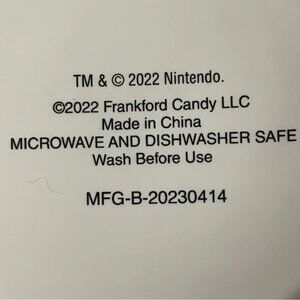 TM & © 2022 Nintendo.
©2022 Frankford Candy LLC
Made in China
MICROWAVE AND DISHWASHER SAFE
Wash Before Use
MFG-B-20230414